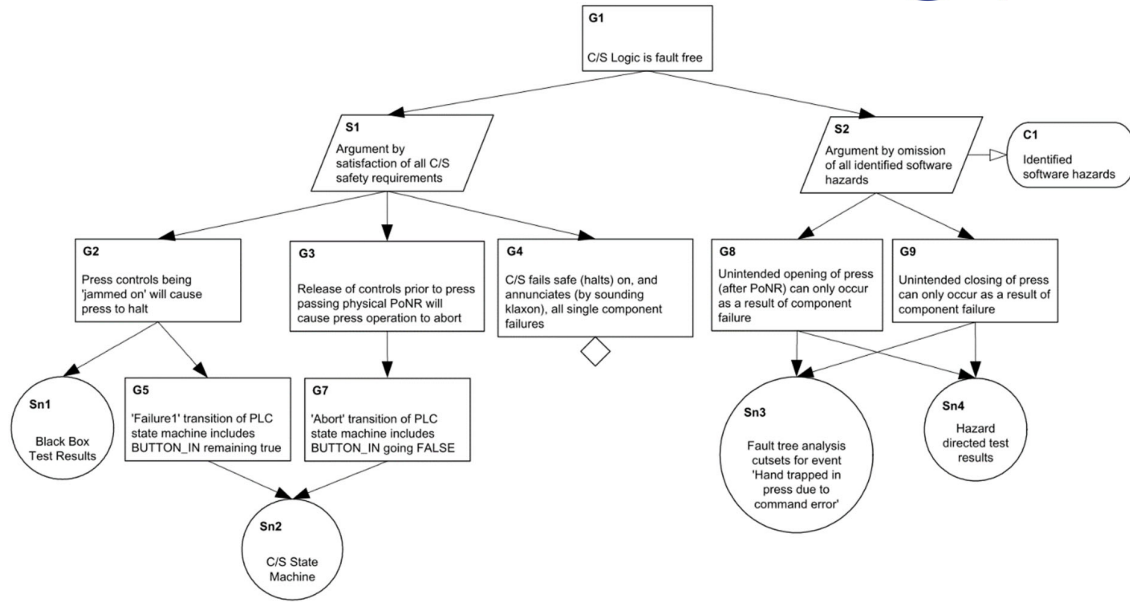 G1
C/S Logic is fault free
S1
Argument by
satisfaction of all C/S
safety requirements
S2
Argument by omission
of all identified software
hazards
C1
Identified
software hazards
G2
Press controls being
'jammed on' will cause
press to halt
G3
Release of controls prior to press
passing physical PoNR will
cause press operation to abort
G4
C/S fails safe (halts) on, and
annunciates (by sounding
klaxon), all single component
failures
G8
Unintended opening of press
(after PoNR) can only occur
as a result of component
failure
G9
Unintended closing of press
can only occur as a result of
component failure
Sn1
Black Box
Test Results
G5
'Failure1' transition of PLC
state machine includes
BUTTON_IN remaining true
G7
'Abort' transition of PLC
state machine includes
BUTTON_IN going FALSE
Sn3
Fault tree analysis
cutsets for event
'Hand trapped in
press due to
command error'
Sn4
Hazard
directed test
results
Sn2
C/S State
Machine